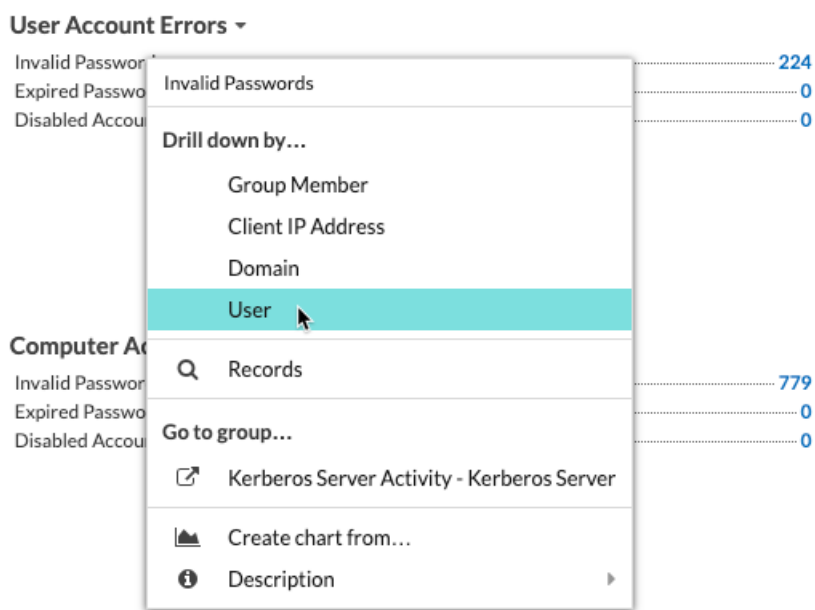 User Account Errors
Invalid Passwor 224
Expired Passwo 0
Disabled Accou 0
Invalid Passwords
Drill down by…
Group Member
Client IP Address
Domain
User
Computer Ac
Records
Invalid Passwor 779
Expired Passwo 0
Go to group…
Disabled Accou 0
Kerberos Server Activity - Kerberos Server
Create chart from…
Description